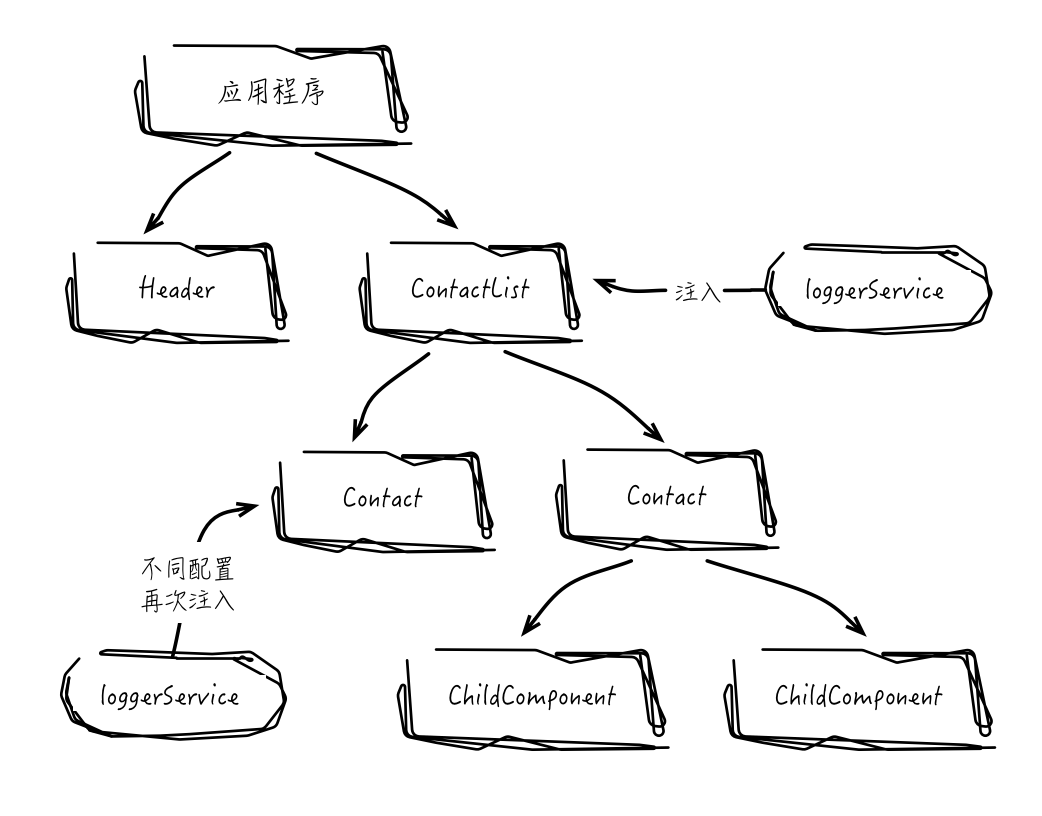 应用程序
Header
ContactList
注入
loggerService
Contact
Contact
不同配置
再次注入
loggerService
ChildComponent
ChildComponent